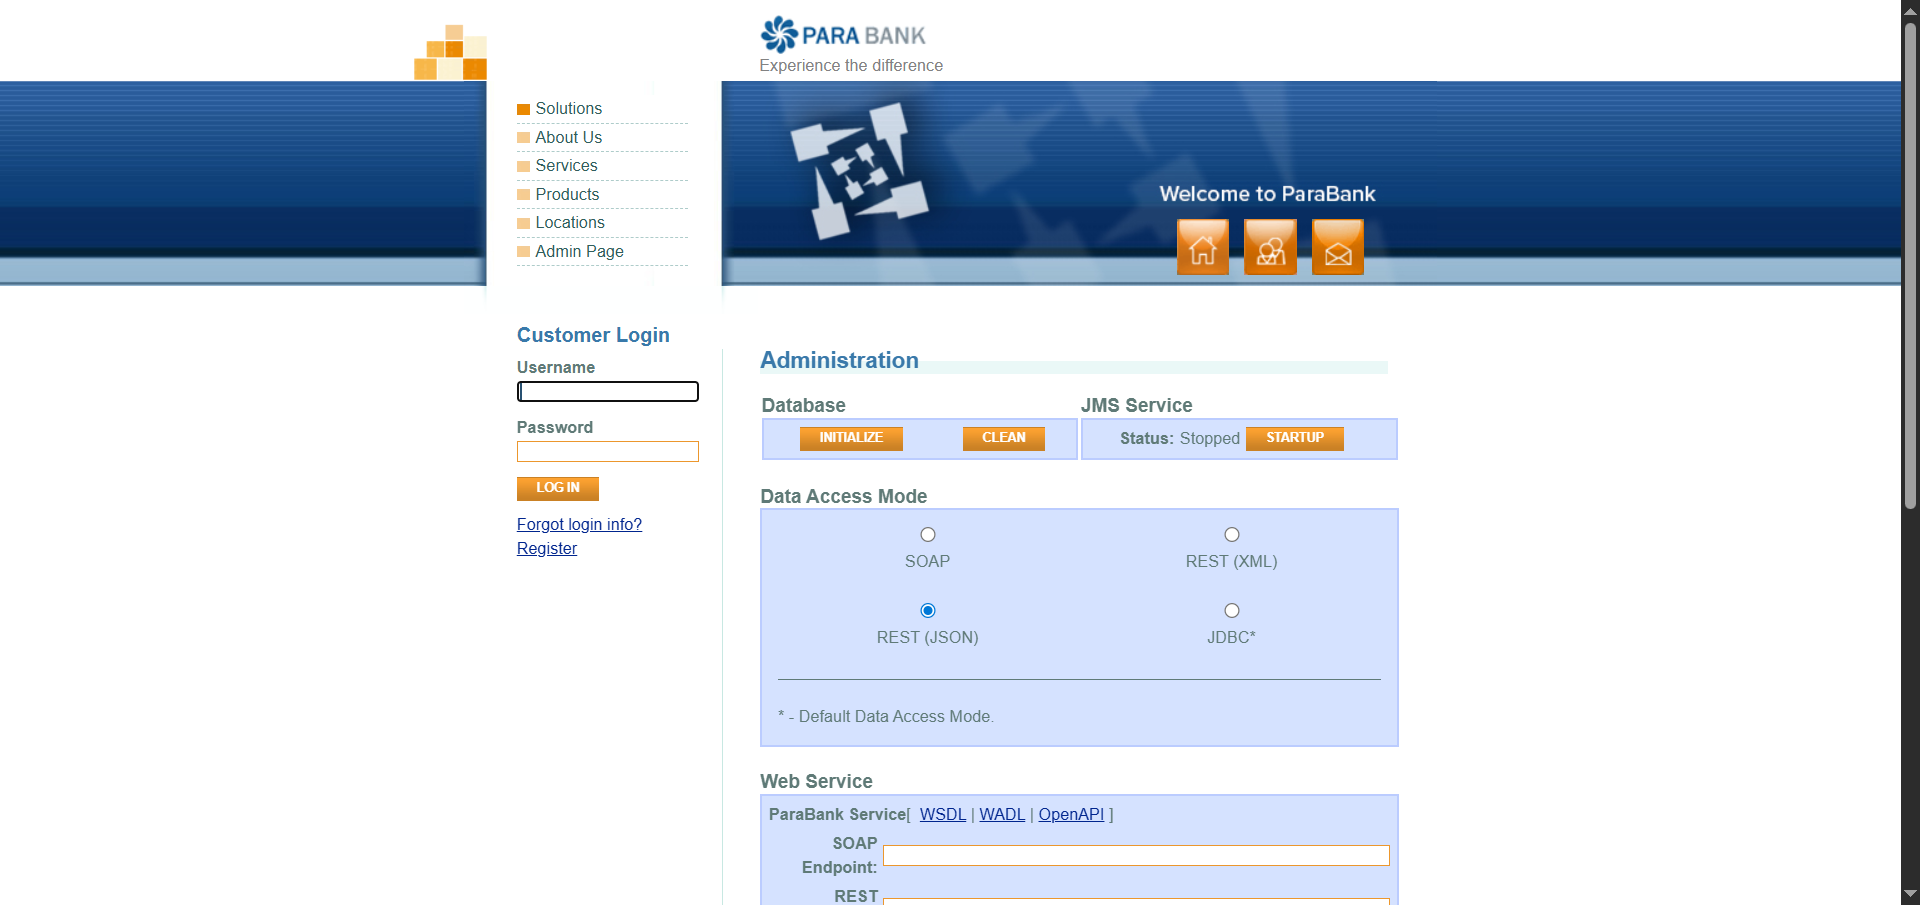 PARA BANK
Experience the difference
Solutions
About Us
Services
Products
Locations
Admin Page
Welcome to ParaBank
Customer Login
Username
Password
LOG IN
Forgot login info?
Register
Administration
Database
INITIALIZE
CLEAN
JMS Service
Status: Stopped
STARTUP
Data Access Mode
SOAP
REST (XML)
REST (JSON)
JDBC*
* - Default Data Access Mode.
Web Service
ParaBank Service[ WSDL | WADL | OpenAPI ]
SOAP
Endpoint:
REST